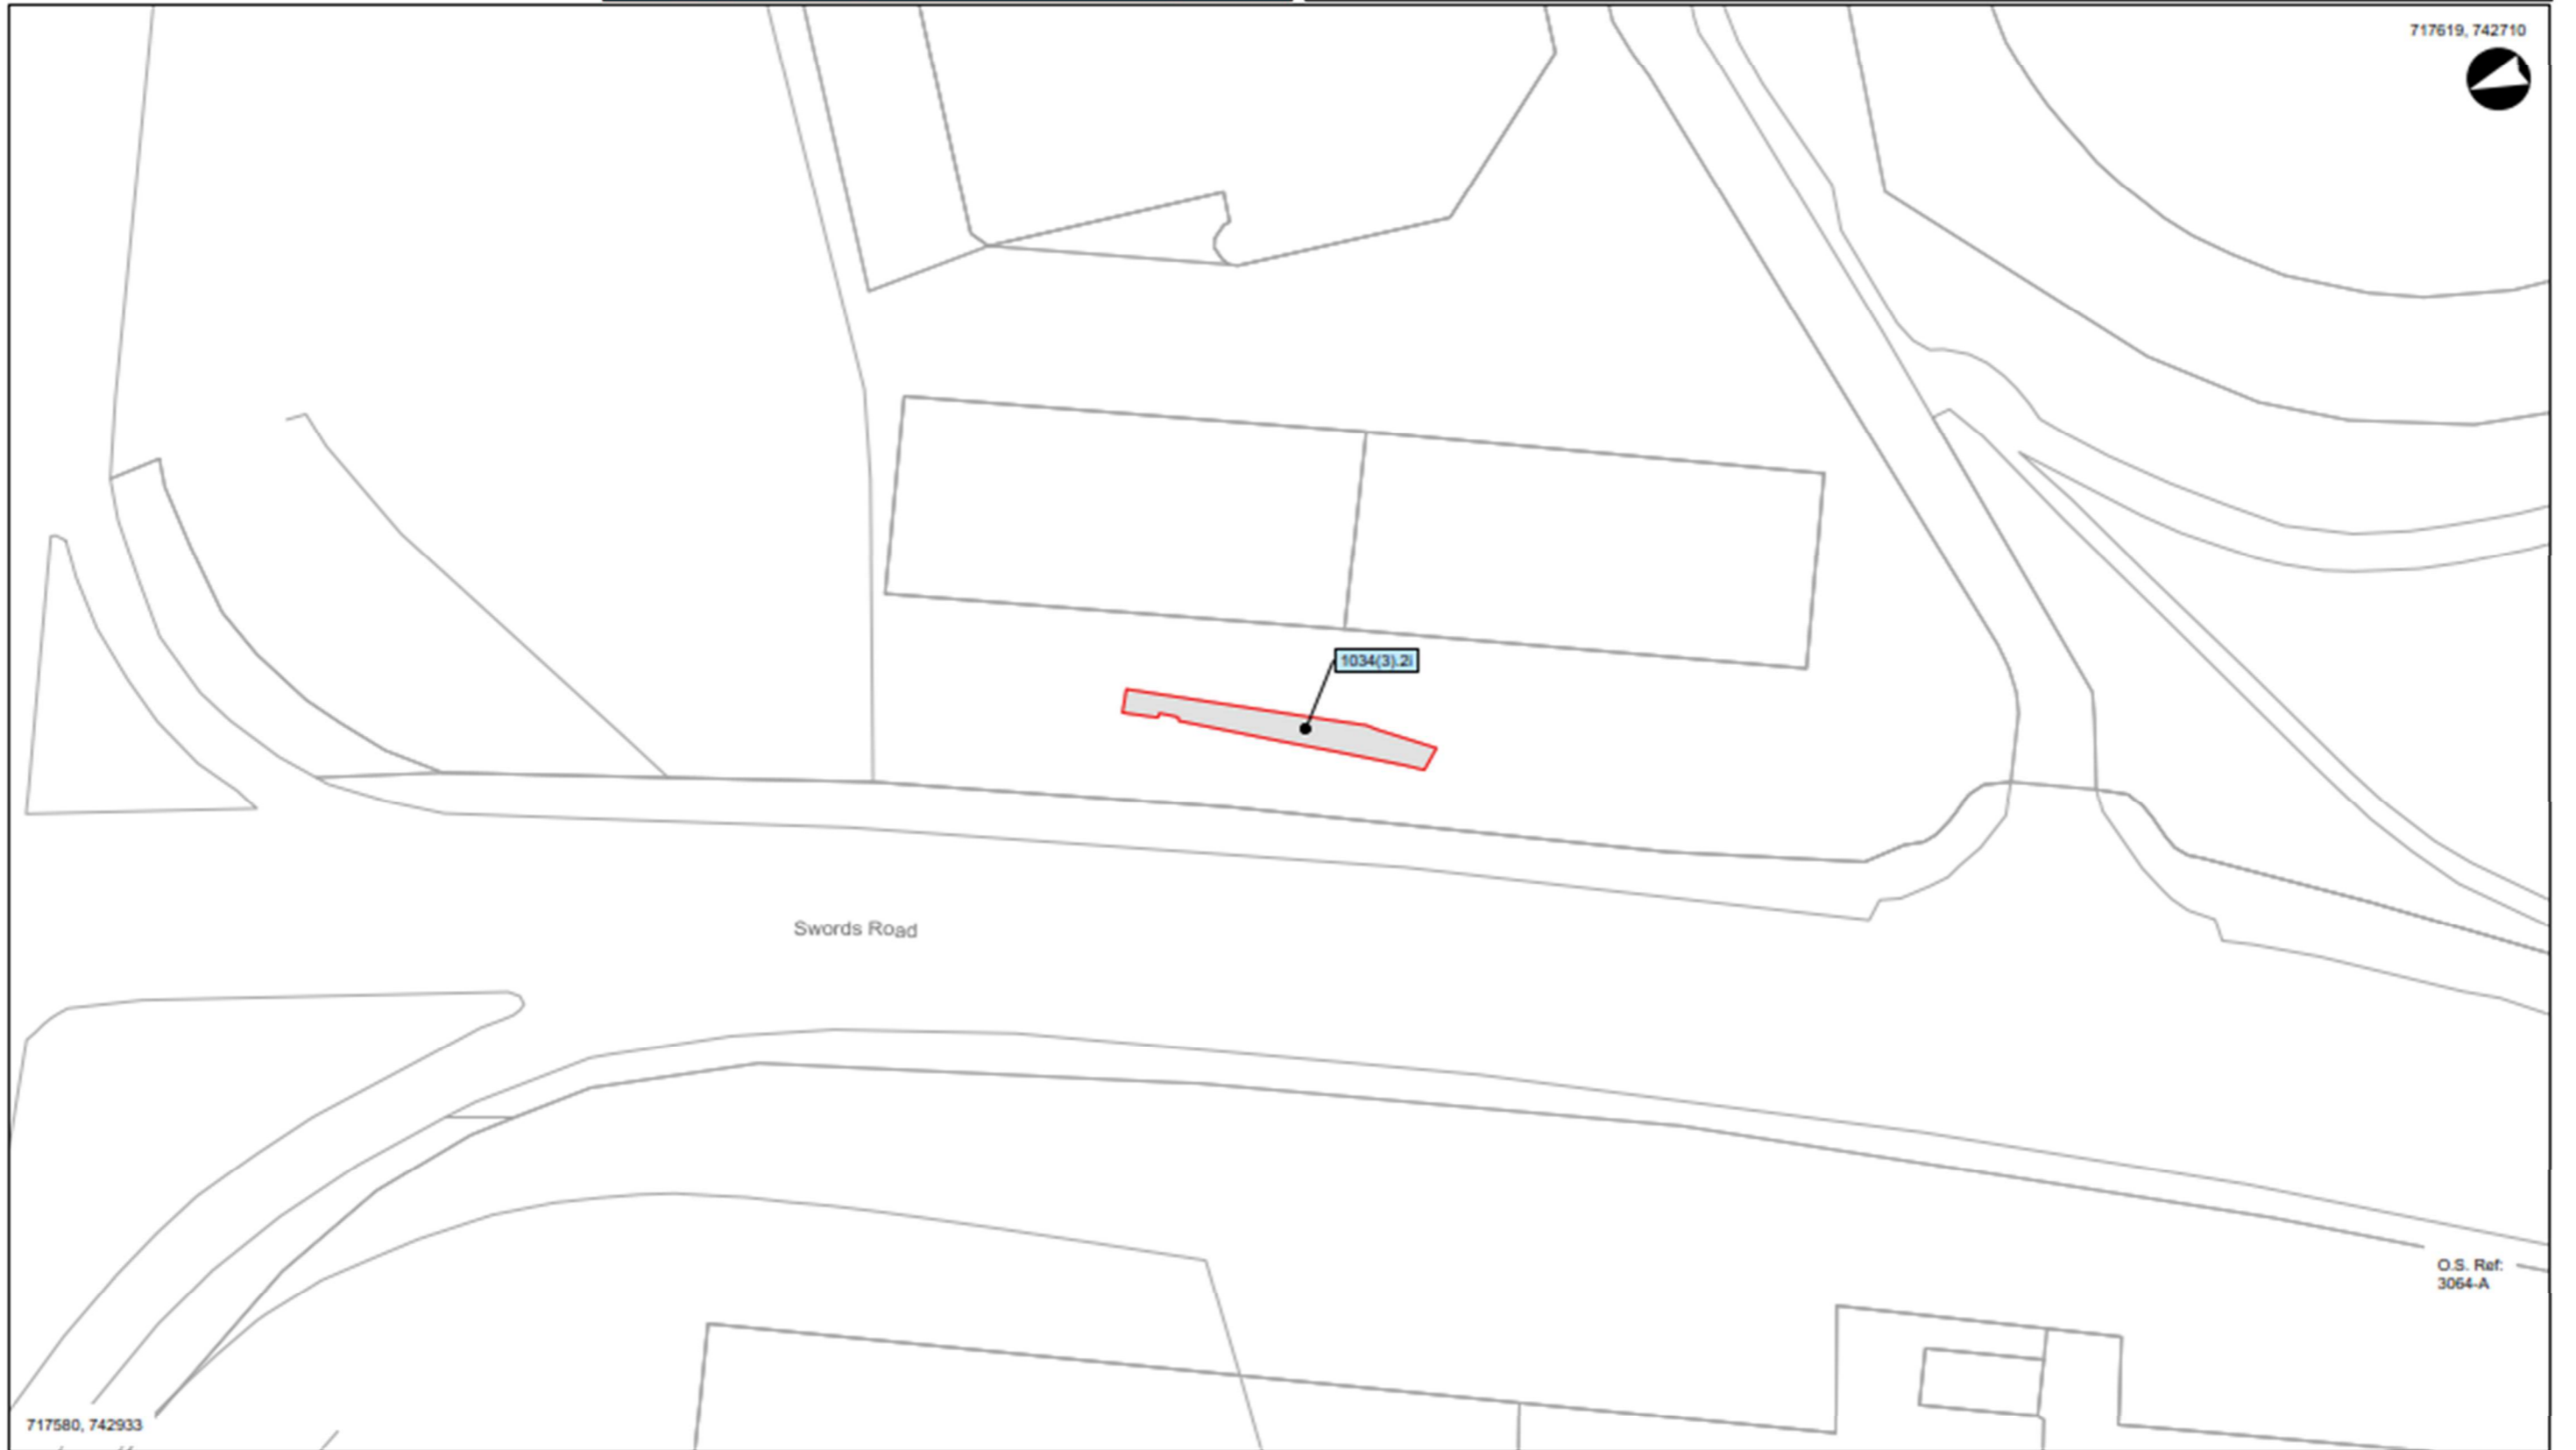 717619, 742710
1034(3).2i
Swords Road
O.S. Ref:
3064-A
717580, 742933